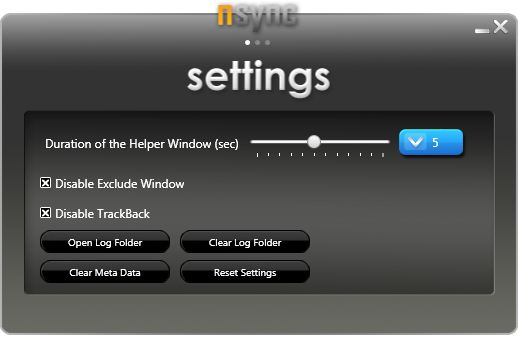 nsync
settings
Duration of the Helper Window (sec)
5
Disable Exclude Window
Disable TrackBack
Open Log Folder
Clear Log Folder
Clear Meta Data
Reset Settings